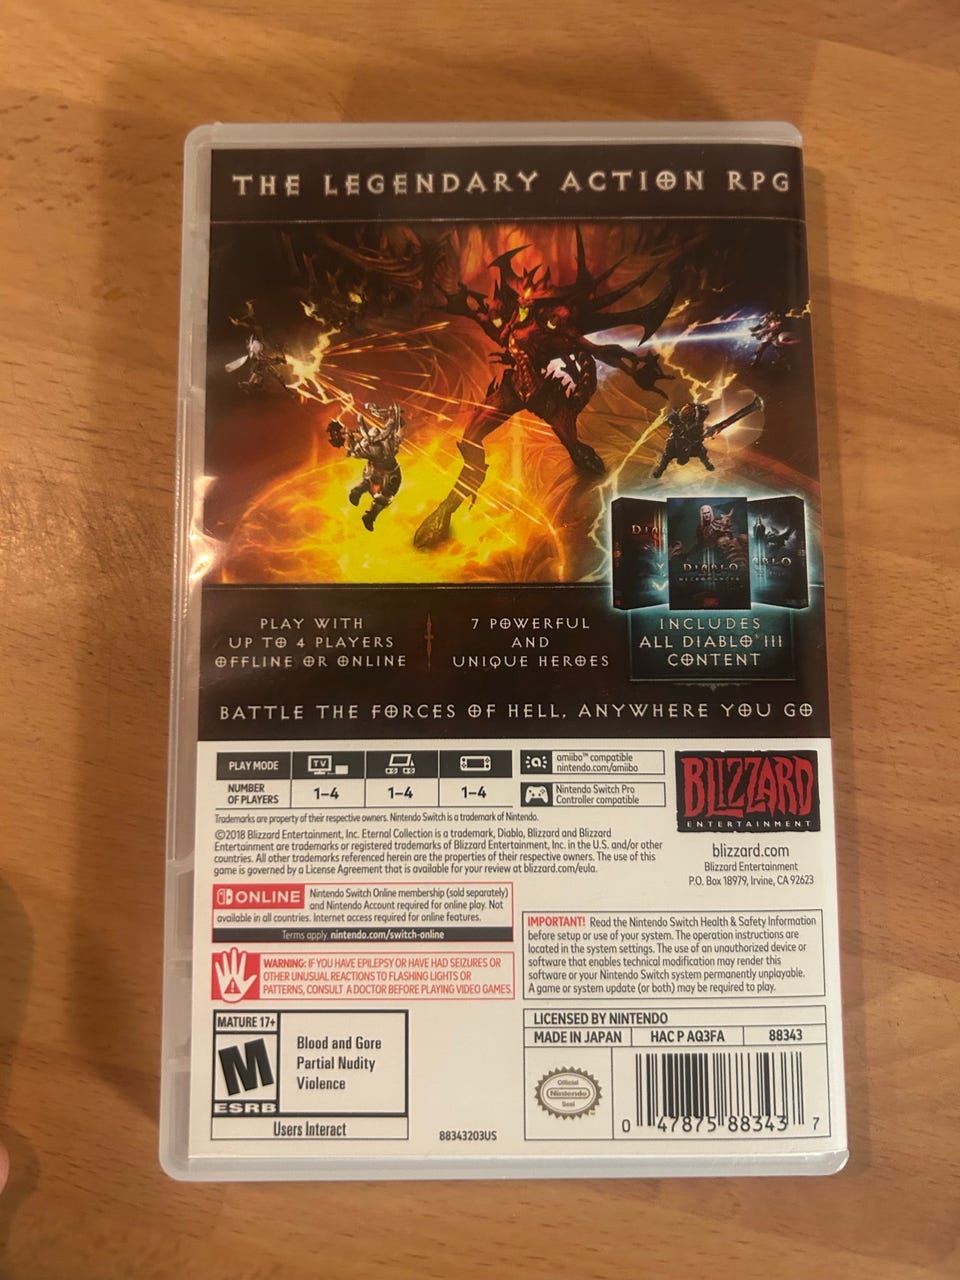 THE LEGENDARY ACTION RPG
DIABLO
NECROMANCER
PLAY WITH
UP TO 4 PLAYERS
OFFLINE OR ONLINE
7 POWERFUL
AND
UNIQUE HEROES
INCLUDES
ALL DIABLO® III
CONTENT
BATTLE THE FORCES OF HELL, ANYWHERE YOU GO
PLAY MODE
TV
NUMBER
OF PLAYERS
1-4
1-4
1-4
amiibo™ compatible
nintendo.com/amiibo
Nintendo Switch Pro
Controller compatible
BLIZZARD
ENTERTAINMENT
blizzard.com
Blizzard Entertainment
P.O. Box 18979, Irvine, CA 92623
Trademarks are property of their respective owners. Nintendo Switch is a trademark of Nintendo.
©2018 Blizzard Entertainment, Inc. Eternal Collection is a trademark, Diablo, Blizzard and Blizzard
Entertainment are trademarks or registered trademarks of Blizzard Entertainment, Inc. in the U.S. and/or other
countries. All other trademarks referenced herein are the properties of their respective owners. The use of this
game is governed by a License Agreement that is available for your review at blizzard.com/eula.
ONLINE
Nintendo Switch Online membership (sold separately)
and Nintendo Account required for online play. Not
available in all countries. Internet access required for online features.
Terms apply. nintendo.com/switch-online
WARNING: IF YOU HAVE EPILEPSY OR HAVE HAD SEIZURES OR
OTHER UNUSUAL REACTIONS TO FLASHING LIGHTS OR
PATTERNS, CONSULT A DOCTOR BEFORE PLAYING VIDEO GAMES.
IMPORTANT! Read the Nintendo Switch Health & Safety Information
before setup or use of your system. The operation instructions are
located in the system settings. The use of an unauthorized device or
software that enables technical modification may render this
software or your Nintendo Switch system permanently unplayable.
A game or system update (or both) may be required to play.
MATURE 17+
M
ESRB
Blood and Gore
Partial Nudity
Violence
Users Interact
88343203US
LICENSED BY NINTENDO
MADE IN JAPAN
HAC P AQ3FA
88343
Official
Nintendo
Seal
0 47875 88343 7